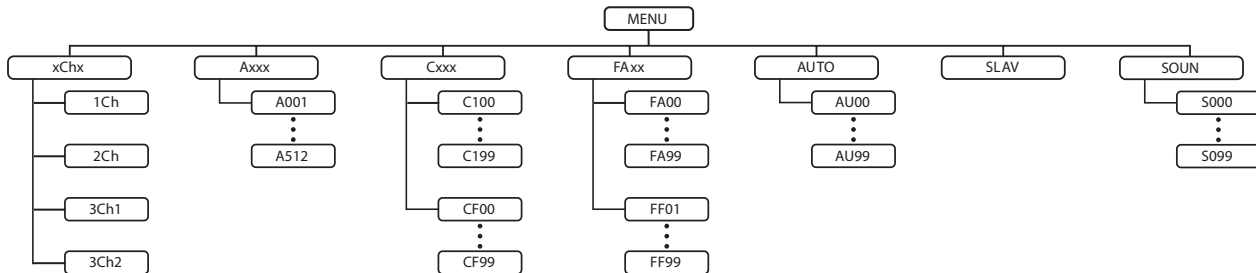 MENU
xChx Axxx Cxxx FAxx AUTO SLAV SOUN
1Ch A001 C100 FA00 AU00 S000
2Ch A512 C199 FA99 AU99 S099
3Ch1 CF00 FF01
3Ch2 CF99 FF99